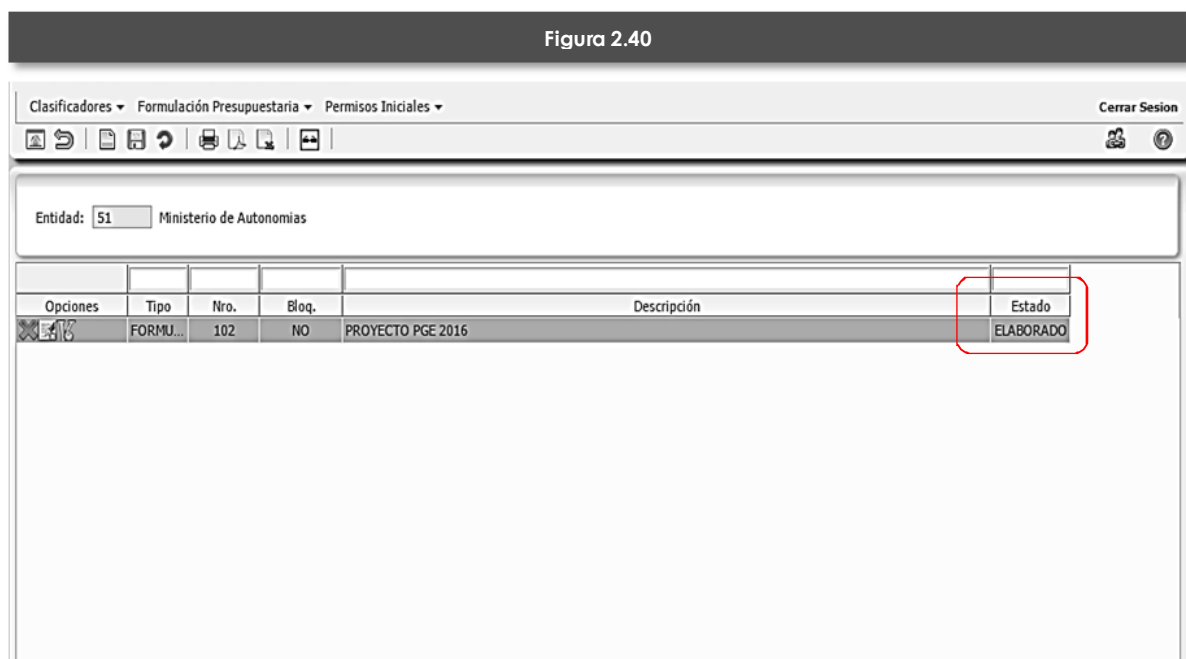 Figura 2.40
Clasificadores Formulación Presupuestaria Permisos Iniciales Cerrar Sesion
Entidad: 51 Ministerio de Autonomias
Opciones Tipo Nro. Bloq. Descripción Estado
FORMU... 102 NO PROYECTO PGE 2016 ELABORADO